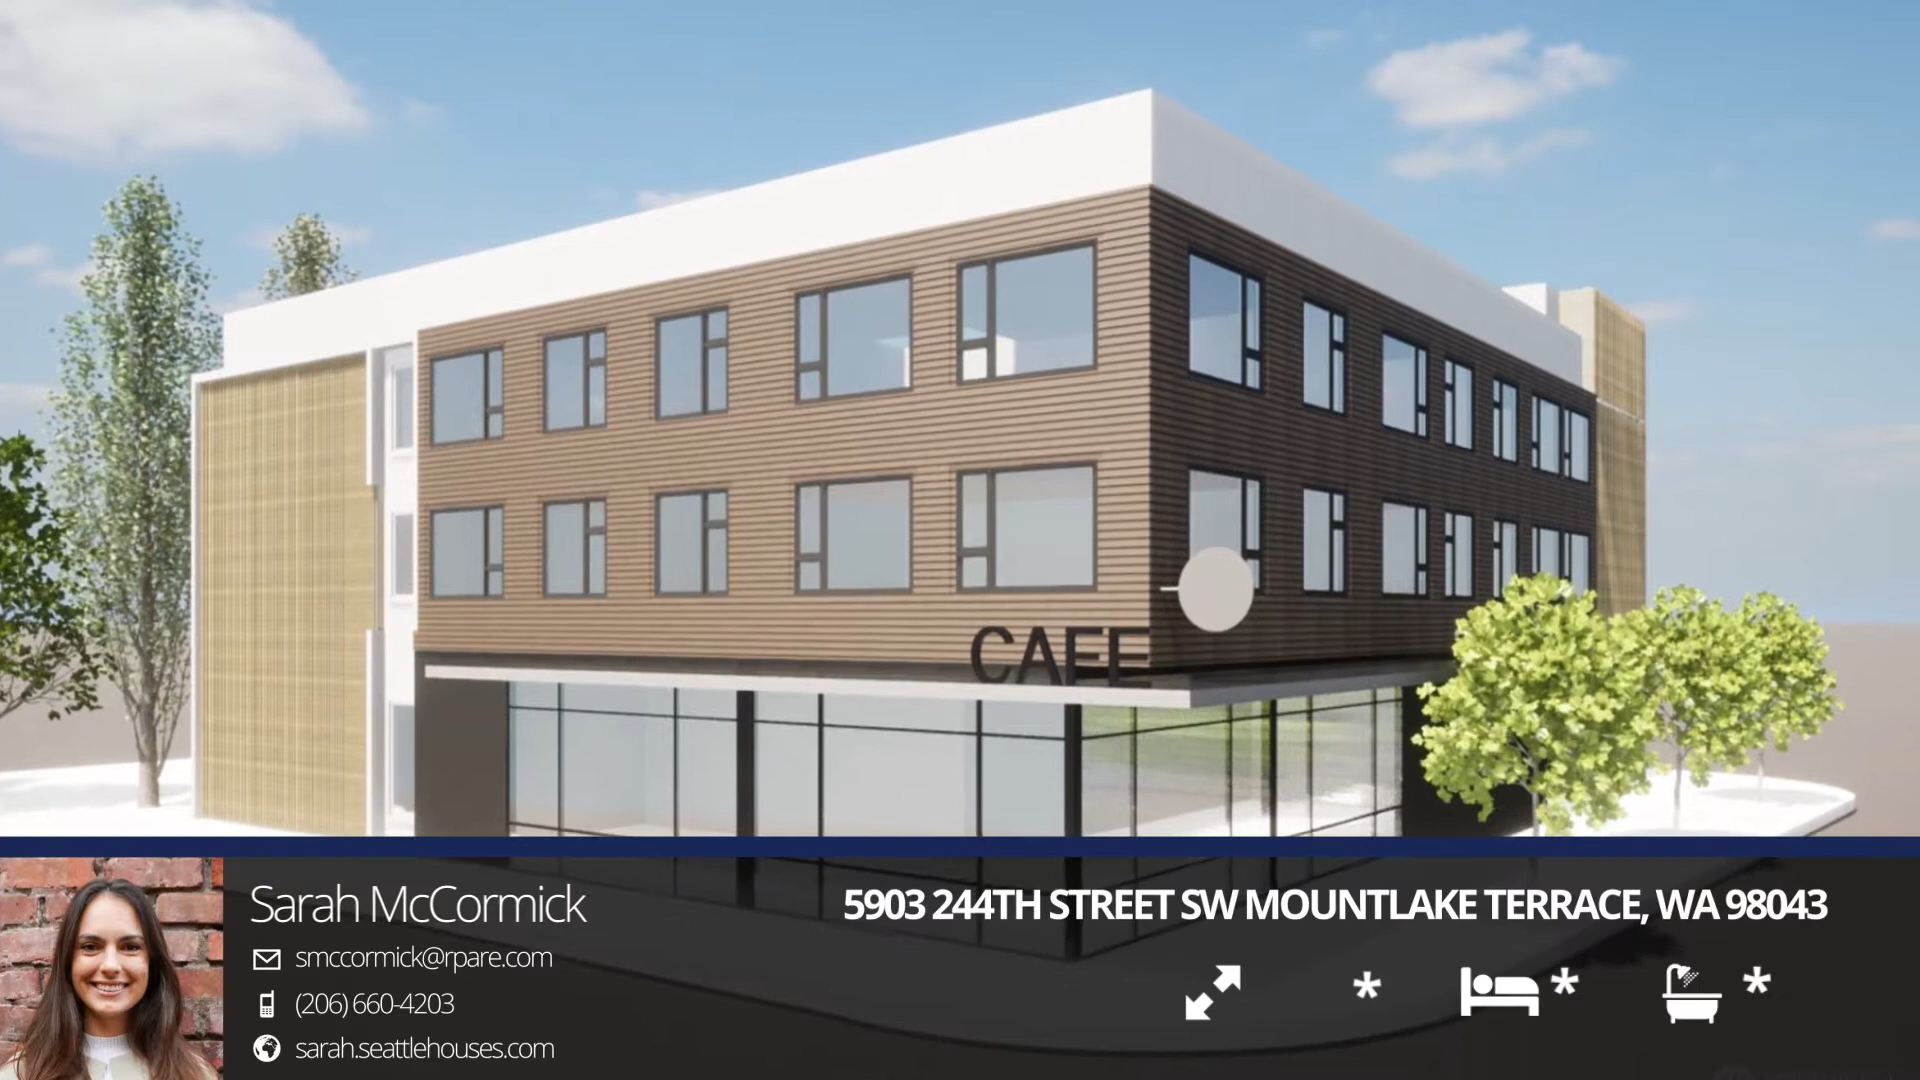 CAFE
Sarah McCormick
smccormick@rpare.com
(206) 660-4203
sarah.seattlehouses.com
5903 244TH STREET SW MOUNTLAKE TERRACE, WA 98043
* * *